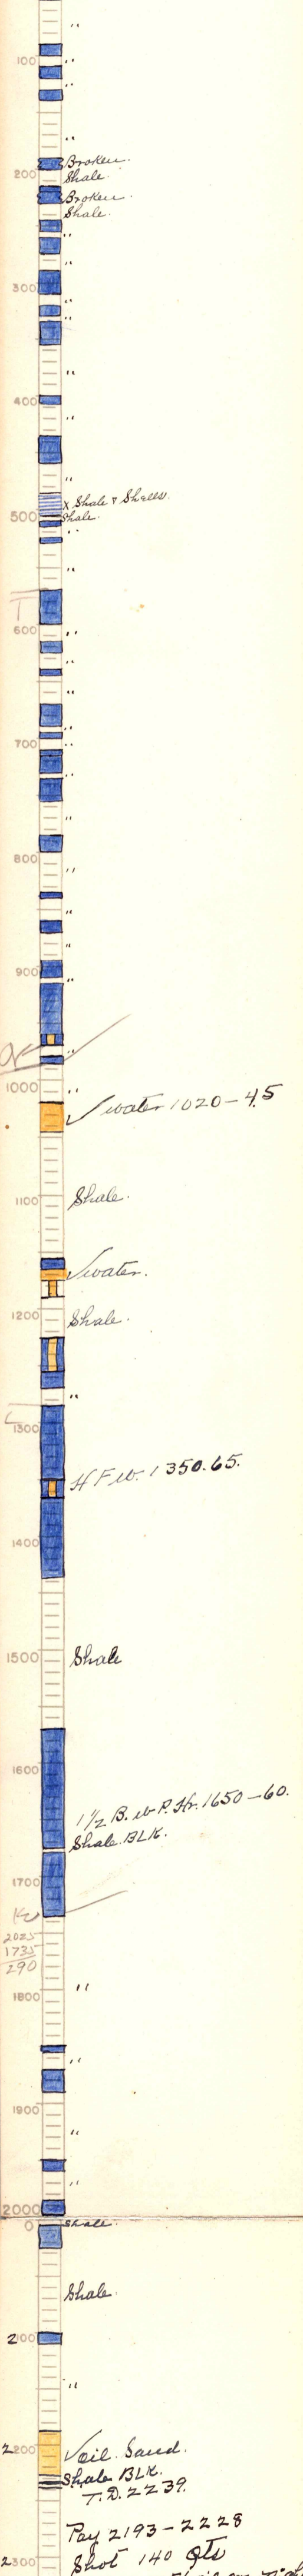 "
100 "
"
"
Broken
200 Shale.
Broken
Shale.
"
"
300 "
"
"
400 "
"
X Shale & Shells.
500 Shale.
"
"
T
600 "
"
"
"
700 "
"
"
800 "
"
"
900 "
"
1000 "
✓ water 1020-45
1100 Shale.
✓ water.
1200 Shale.
"
1300
H F W. 1350.65.
1400
1500 Shale
1600
1 1/2 B. W P. Hr. 1650-60.
Shale. BLK.
1700
2025
1735
290
1800 "
"
1900 "
"
2000
0 Shale.
Shale.
2100
"
2200
✓ oil Sand.
Shale BLK.
T.D. 2239.
Pay 2193-2228
2300 Shot 140 Qts